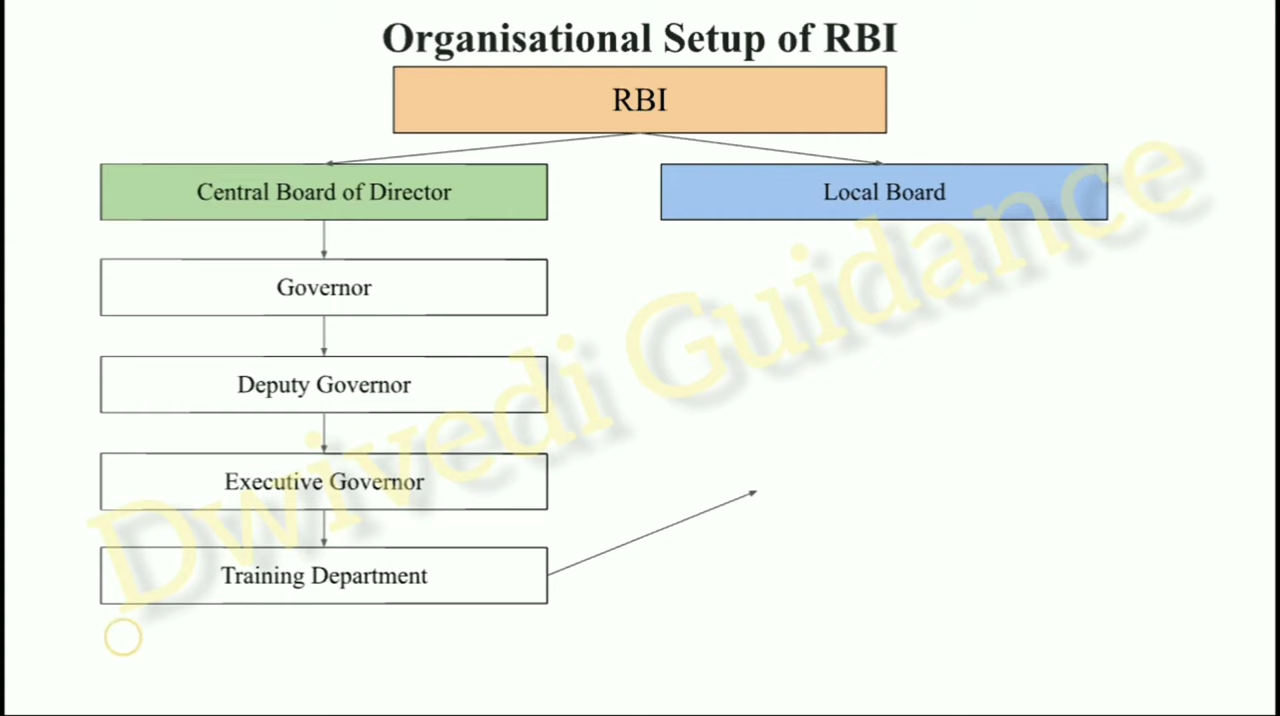 Organisational Setup of RBI
RBI
Central Board of Director
Local Board
Governor
Deputy Governor
Executive Governor
Training Department
Dwivedi Guidance